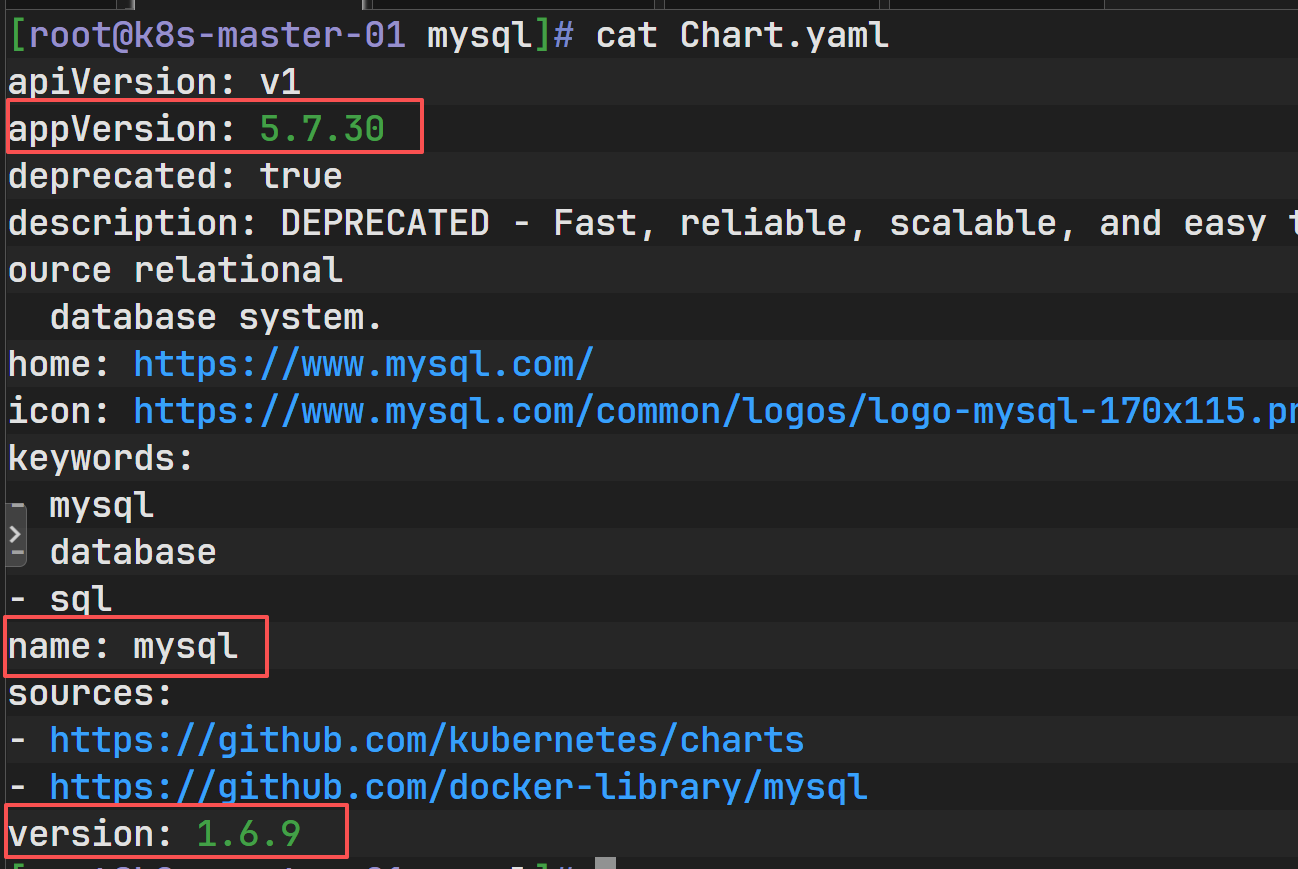 [root@k8s-master-01 mysql]# cat Chart.yaml
apiVersion: v1
appVersion: 5.7.30
deprecated: true
description: DEPRECATED - Fast, reliable, scalable, and easy
ource relational
  database system.
home: https://www.mysql.com/
icon: https://www.mysql.com/common/logos/logo-mysql-170x115.pn
keywords:
- mysql
- database
- sql
name: mysql
sources:
- https://github.com/kubernetes/charts
- https://github.com/docker-library/mysql
version: 1.6.9